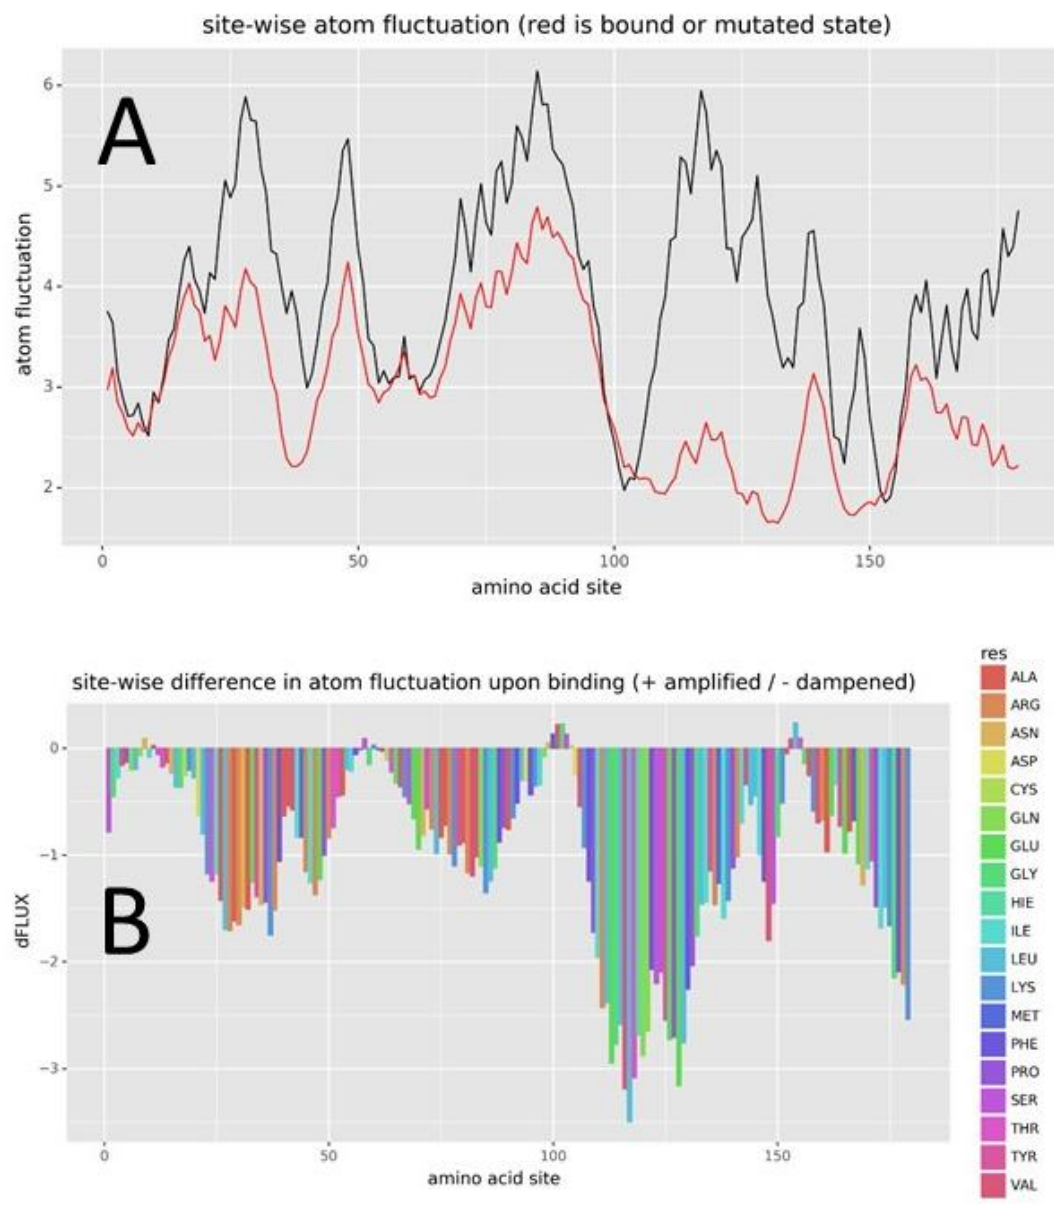 site-wise atom fluctuation (red is bound or mutated state)
A
6
5
4
3
2
atom fluctuation
0
50
100
150
amino acid site
res
site-wise difference in atom fluctuation upon binding (+ amplified / - dampened)
B
0
−1
−2
−3
dFLUX
0
50
100
150
amino acid site
ALA
ARG
ASN
ASP
CYS
GLN
GLU
GLY
HIE
ILE
LEU
LYS
MET
PHE
PRO
SER
THR
TYR
VAL